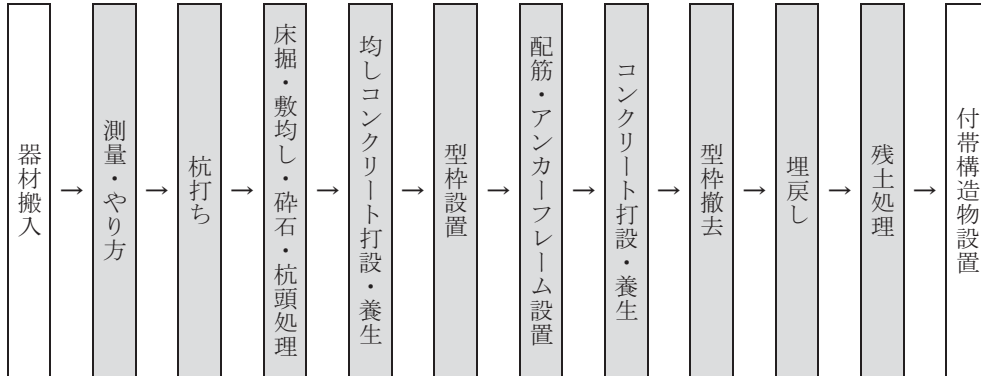 器材搬入
→
測量・やり方
→
杭打ち
→
床掘・敷均し・砕石・杭頭処理
→
均しコンクリート打設・養生
→
型枠設置
→
配筋・アンカーフレーム設置
→
コンクリート打設・養生
→
型枠撤去
→
埋戻し
→
残土処理
→
付帯構造物設置